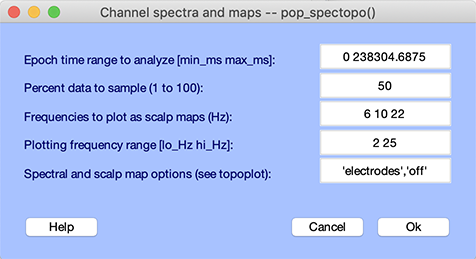 Channel spectra and maps -- pop_spectopo()
Epoch time range to analyze [min_ms max_ms]: 0 238304.6875
Percent data to sample (1 to 100): 50
Frequencies to plot as scalp maps (Hz): 6 10 22
Plotting frequency range [lo_Hz hi_Hz]: 2 25
Spectral and scalp map options (see topoplot): 'electrodes','off'
Help Cancel Ok